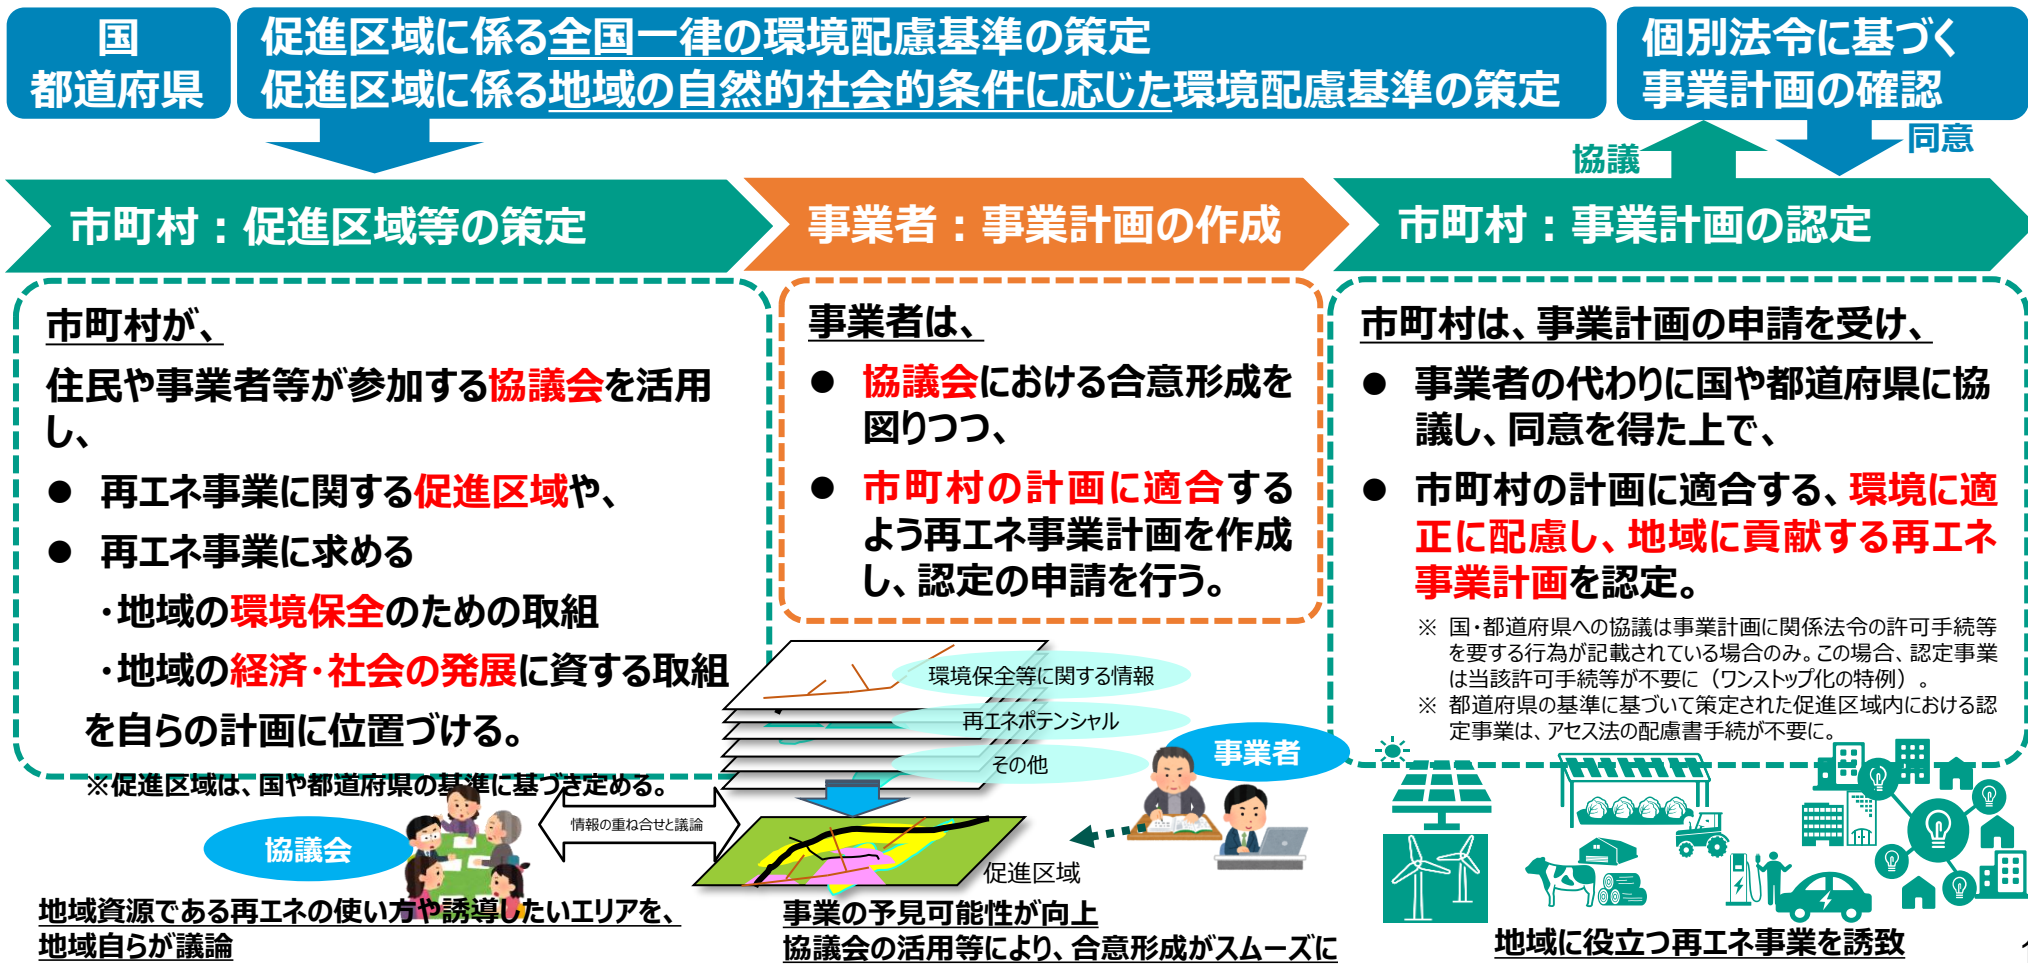 国
都道府県
促進区域に係る全国一律の環境配慮基準の策定
促進区域に係る地域の自然的社会的条件に応じた環境配慮基準の策定
個別法令に基づく
事業計画の確認
協議
同意
市町村：促進区域等の策定
事業者：事業計画の作成
市町村：事業計画の認定
市町村が、
住民や事業者等が参加する協議会を活用
し、
● 再エネ事業に関する促進区域や、
● 再エネ事業に求める
・地域の環境保全のための取組
・地域の経済・社会の発展に資する取組
を自らの計画に位置づける。
※促進区域は、国や都道府県の基準に基づき定める。
事業者は、
● 協議会における合意形成を
図りつつ、
● 市町村の計画に適合する
よう再エネ事業計画を作成
し、認定の申請を行う。
市町村は、事業計画の申請を受け、
● 事業者の代わりに国や都道府県に協
議し、同意を得た上で、
● 市町村の計画に適合する、環境に適
正に配慮し、地域に貢献する再エネ
事業計画を認定。
※ 国・都道府県への協議は事業計画に関係法令の許可手続等
を要する行為が記載されている場合のみ。この場合、認定事業
は当該許可手続等が不要に（ワンストップ化の特例）。
※ 都道府県の基準に基づいて策定された促進区域内における認
定事業は、アセス法の配慮書手続が不要に。
環境保全等に関する情報
再エネポテンシャル
その他
事業者
協議会
情報の重ね合せと議論
促進区域
地域資源である再エネの使い方や誘導したいエリアを、
地域自らが議論
事業の予見可能性が向上
協議会の活用等により、合意形成がスムーズに
地域に役立つ再エネ事業を誘致